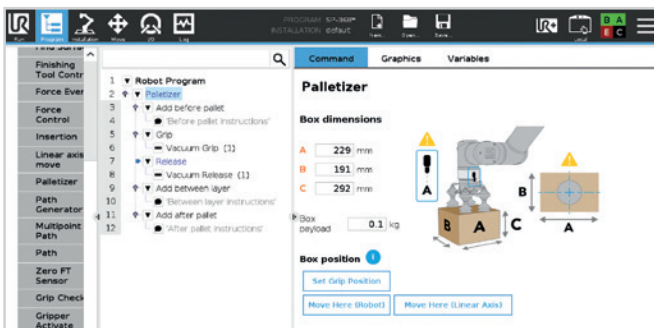 UR
PROGRAM
INSTALLATION default
Run
Program
Installation
Move
I/O
Log
New...
Open...
Save...
Local
B A
E C
Finishing
Tool Contr
Force Even
Force
Control
Insertion
Linear axis
move
Palletizer
Path
Generator
Multipoint
Path
Path
Zero FT
Sensor
Grip Check
Gripper
Activate
1 Robot Program
2 Palletizer
3 Add before pallet
4 'Before pallet instructions'
5 Grip
6 Vacuum Grip (1)
7 Release
8 Vacuum Release (1)
9 Add between layer
10 'Between layer instructions'
11 Add after pallet
12 'After pallet instructions'
Command Graphics Variables
Palletizer
Box dimensions
A 229 mm
B 191 mm
C 292 mm
Box
payload 0.1 kg
A
B A C
B
A
Box position i
Set Grip Position
Move Here (Robot) Move Here (Linear Axis)